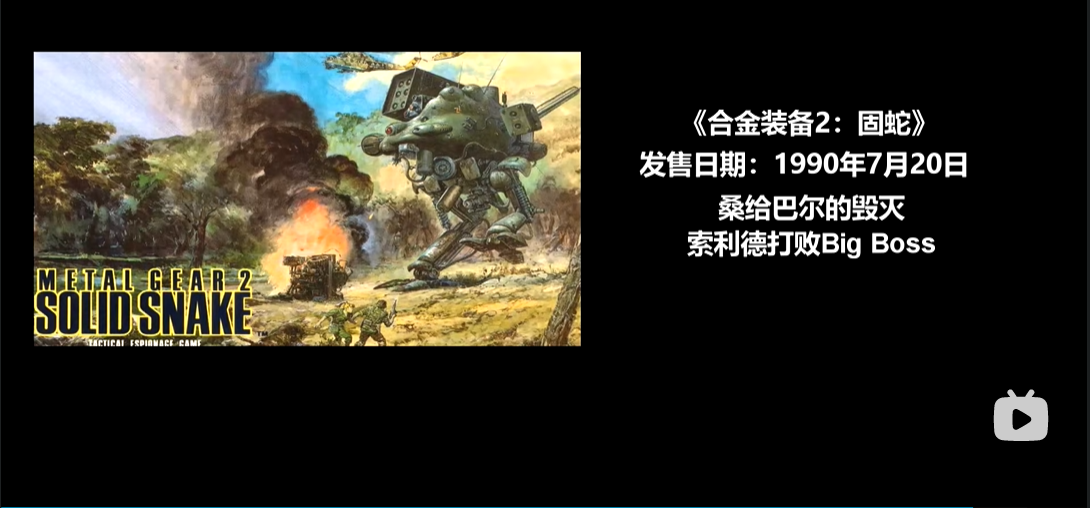 METAL GEAR 2
SOLID SNAKE
TACTICAL ESPIONAGE GAME
《合金装备2：固蛇》
发售日期：1990年7月20日
桑给巴尔的毁灭
索利德打败Big Boss